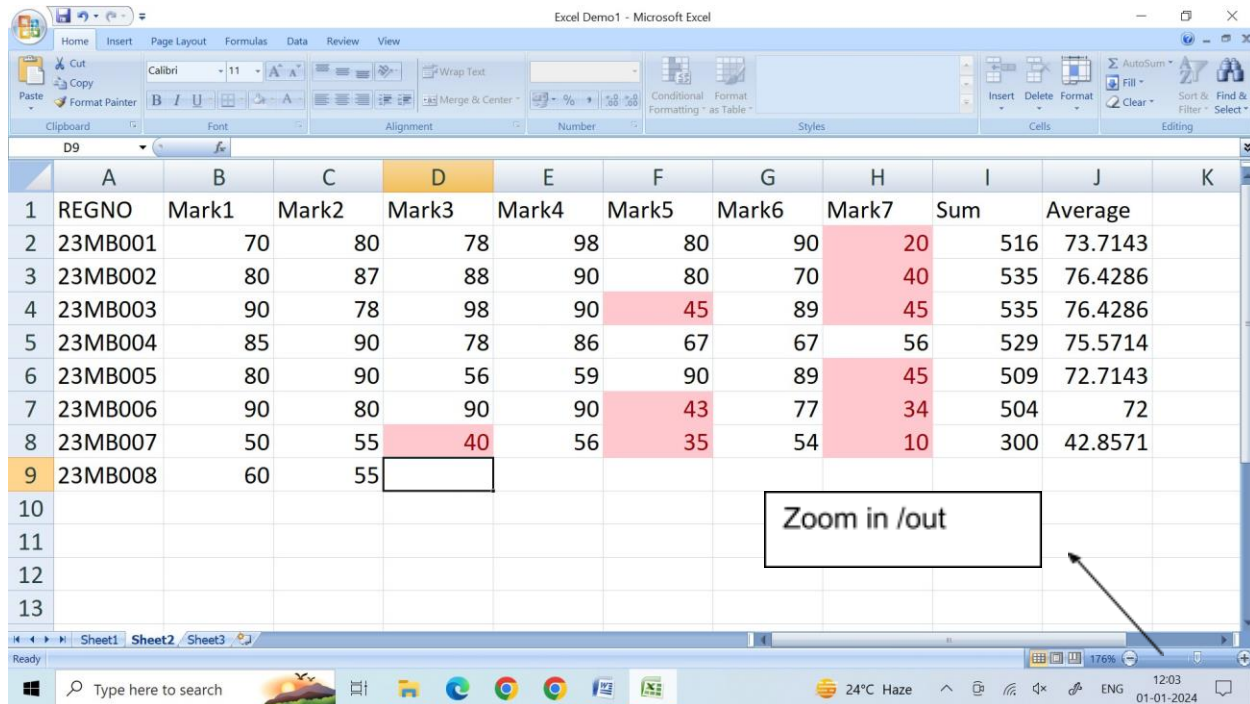 Excel Demo1 - Microsoft Excel
Home Insert Page Layout Formulas Data Review View
Paste
Cut
Copy
Format Painter
Clipboard
Calibri 11
B I U
Font
Wrap Text
Merge & Center
Alignment
% ,
Number
Conditional Formatting
Format as Table
Styles
Insert Delete Format
Cells
Σ AutoSum
Fill
Clear
Sort & Filter
Find & Select
Editing
D9 fx
A B C D E F G H I J K
1 REGNO Mark1 Mark2 Mark3 Mark4 Mark5 Mark6 Mark7 Sum Average
2 23MB001 70 80 78 98 80 90 20 516 73.7143
3 23MB002 80 87 88 90 80 70 40 535 76.4286
4 23MB003 90 78 98 90 45 89 45 535 76.4286
5 23MB004 85 90 78 86 67 67 56 529 75.5714
6 23MB005 80 90 56 59 90 89 45 509 72.7143
7 23MB006 90 80 90 90 43 77 34 504 72
8 23MB007 50 55 40 56 35 54 10 300 42.8571
9 23MB008 60 55
10
Zoom in /out
11
12
13
Sheet1 Sheet2 Sheet3
Ready 176%
Type here to search 24°C Haze ENG 12:03
01-01-2024